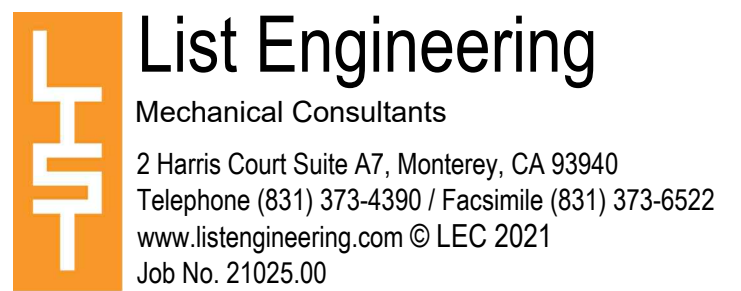 LIST
List Engineering
Mechanical Consultants
2 Harris Court Suite A7, Monterey, CA 93940
Telephone (831) 373-4390 / Facsimile (831) 373-6522
www.listengineering.com © LEC 2021
Job No. 21025.00